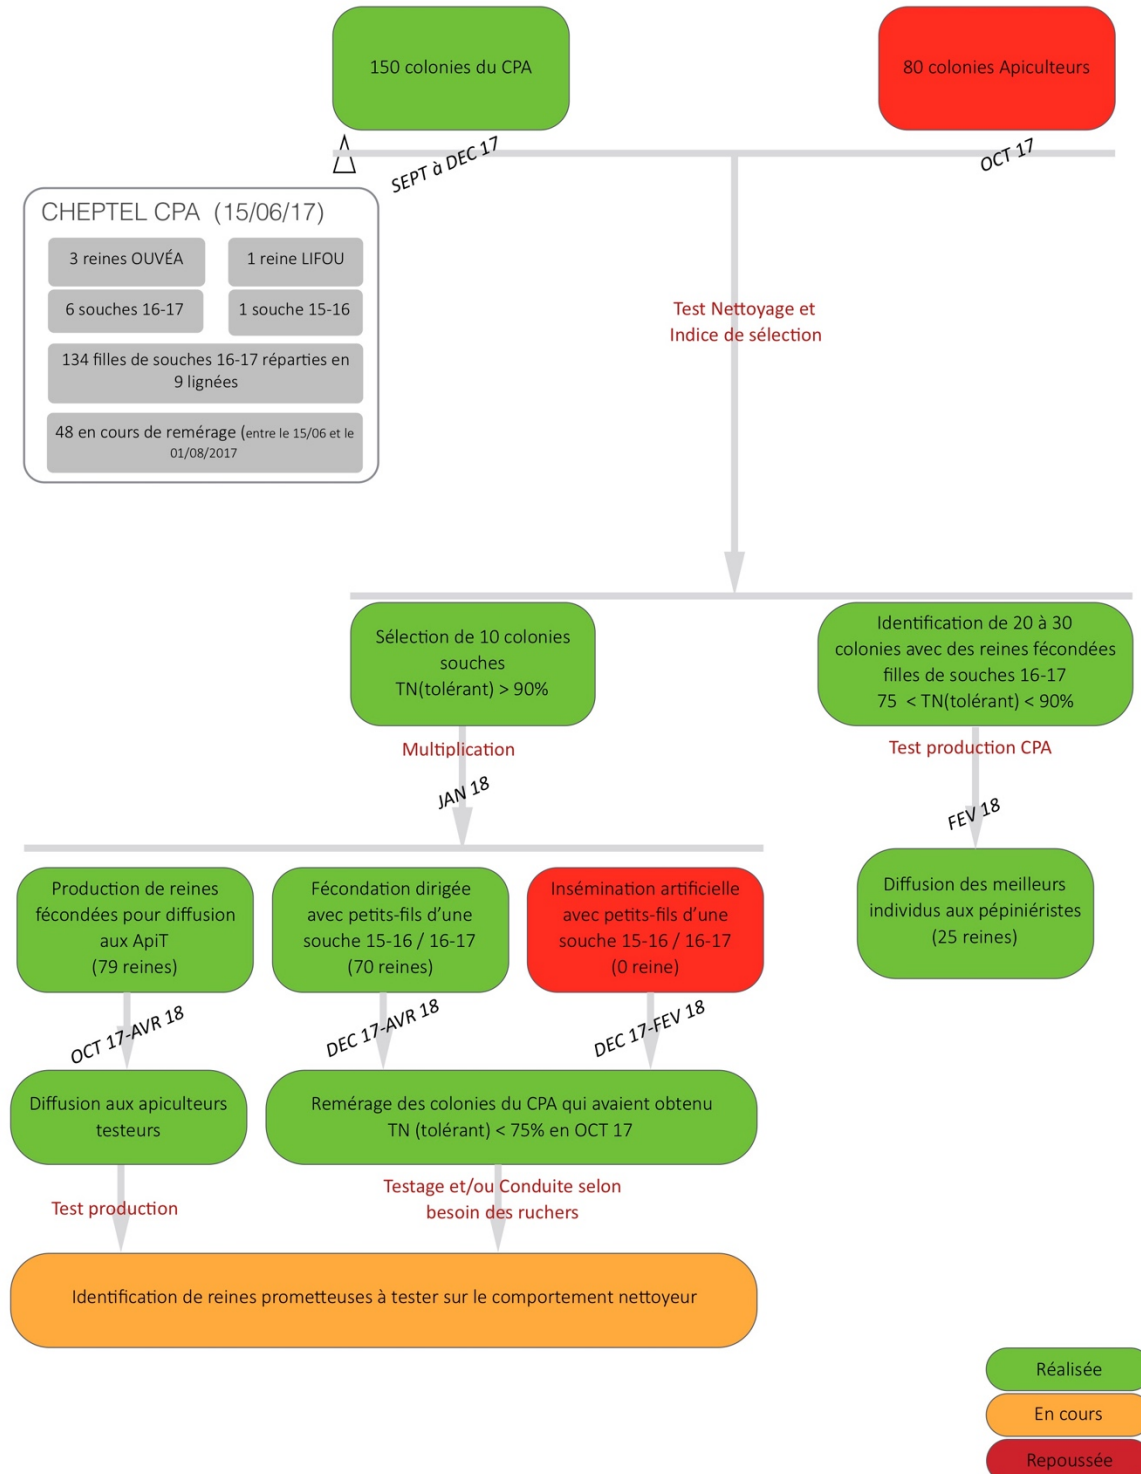 150 colonies du CPA
80 colonies Apiculteurs
SEPT à DEC 17
OCT 17
CHEPTEL CPA (15/06/17)
3 reines OUVÉA
1 reine LIFOU
6 souches 16-17
1 souche 15-16
134 filles de souches 16-17 réparties en
9 lignées
48 en cours de remérage (entre le 15/06 et le
01/08/2017
Test Nettoyage et
Indice de sélection
Sélection de 10 colonies
souches
TN(tolérant) > 90%
Identification de 20 à 30
colonies avec des reines fécondées
filles de souches 16-17
75 < TN(tolérant) < 90%
Multiplication
JAN 18
Test production CPA
FEV 18
Production de reines
fécondées pour diffusion
aux ApiT
(79 reines)
Fécondation dirigée
avec petits-fils d’une
souche 15-16 / 16-17
(70 reines)
Insémination artificielle
avec petits-fils d’une
souche 15-16 / 16-17
(0 reine)
Diffusion des meilleurs
individus aux pépiniéristes
(25 reines)
OCT 17-AVR 18
DEC 17-AVR 18
DEC 17-FEV 18
Diffusion aux apiculteurs
testeurs
Remérage des colonies du CPA qui avaient obtenu
TN (tolérant) < 75% en OCT 17
Test production
Testage et/ou Conduite selon
besoin des ruchers
Identification de reines prometteuses à tester sur le comportement nettoyeur
Réalisée
En cours
Repoussée